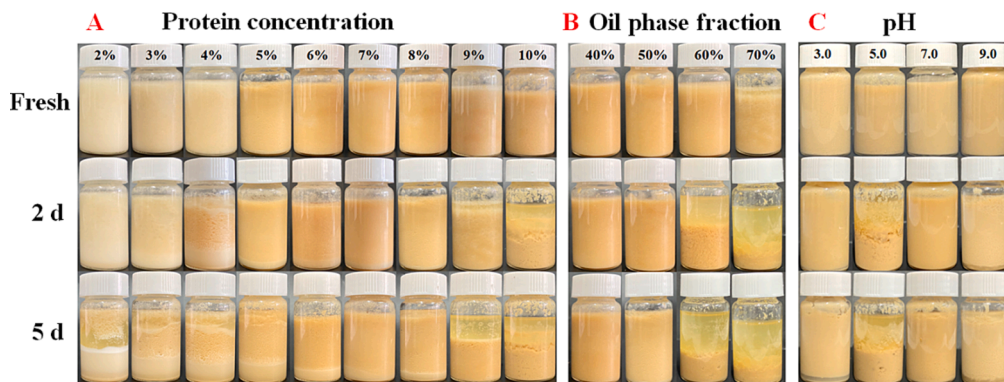 A Protein concentration B Oil phase fraction C pH
2% 3% 4% 5% 6% 7% 8% 9% 10% 40% 50% 60% 70% 3.0 5.0 7.0 9.0
Fresh
2 d
5 d